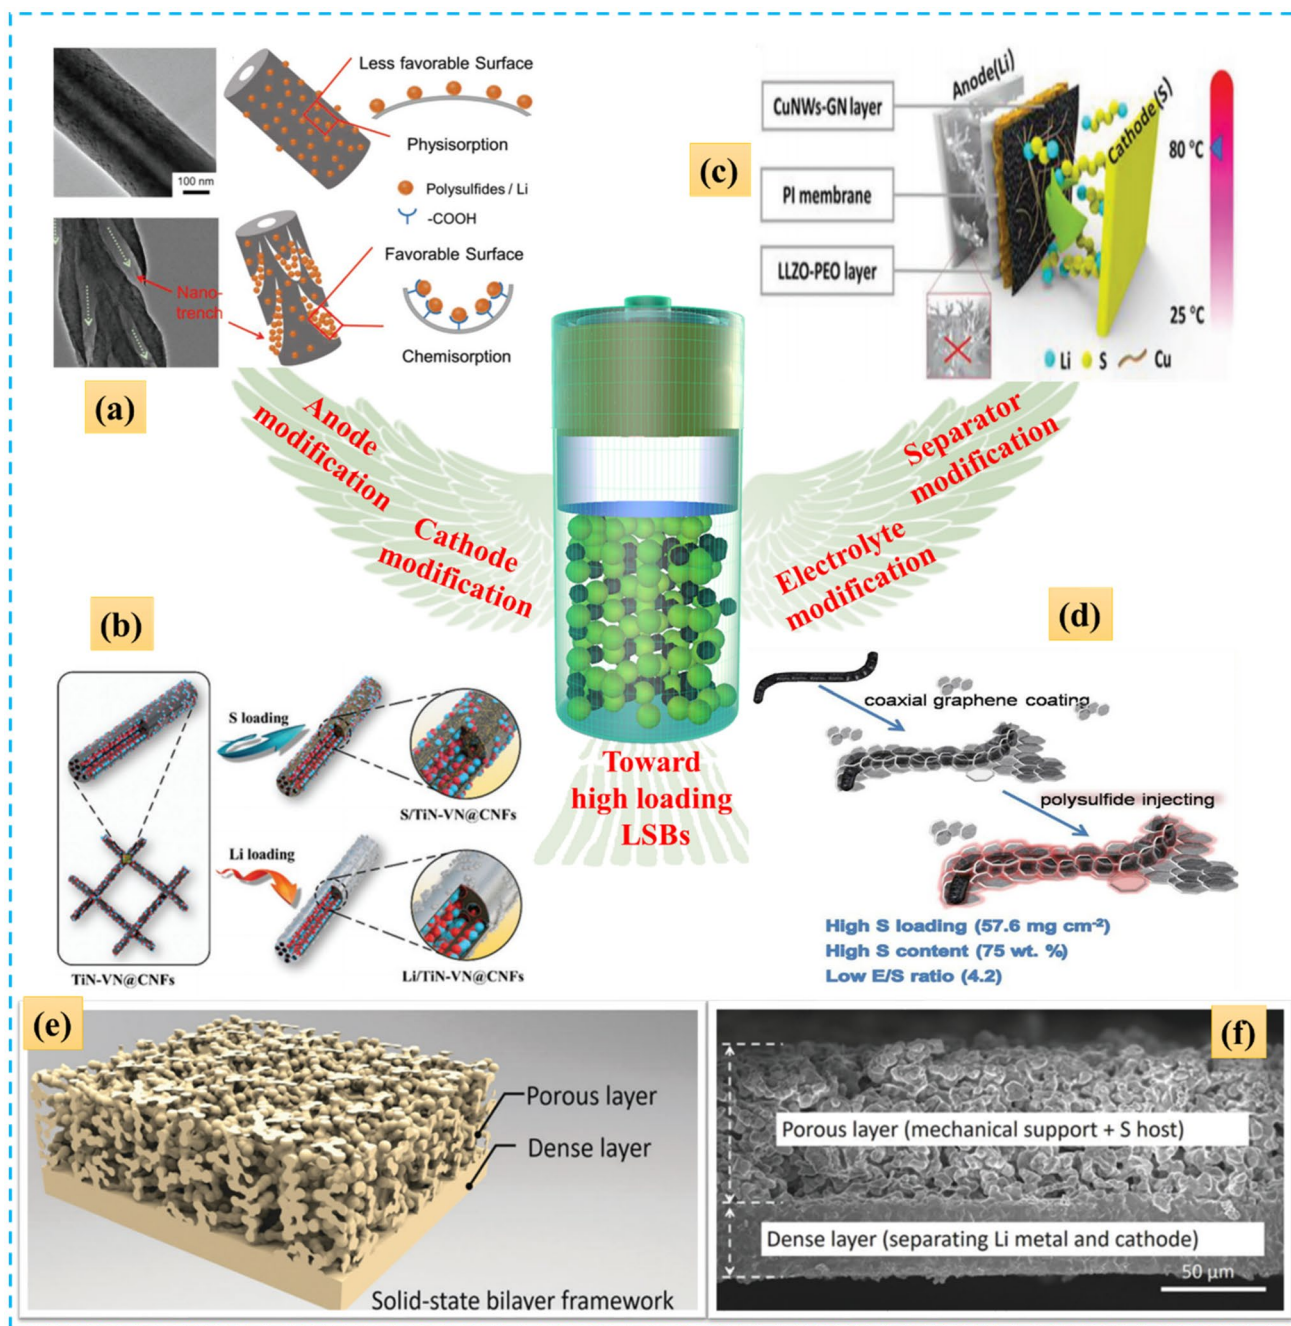 (a)
100 nm
Nano-
trench
Less favorable Surface
Physisorption
Polysulfides / Li
-COOH
Favorable Surface
Chemisorption
(c)
CuNWs-GN layer
PI membrane
LLZO-PEO layer
Anode(Li)
Cathode (S)
80 °C
25 °C
Li
S
Cu
Anode
modification
Cathode
modification
Separator
modification
Electrolyte
modification
Toward
high loading
LSBs
(b)
S loading
S/TiN-VN@CNFs
Li loading
Li/TiN-VN@CNFs
TiN-VN@CNFs
(d)
coaxial graphene coating
polysulfide injecting
High S loading (57.6 mg cm⁻²)
High S content (75 wt. %)
Low E/S ratio (4.2)
(e)
Porous layer
Dense layer
Solid-state bilaver framework
(f)
Porous layer (mechanical support + S host)
Dense layer (separating Li metal and cathode)
50 μm